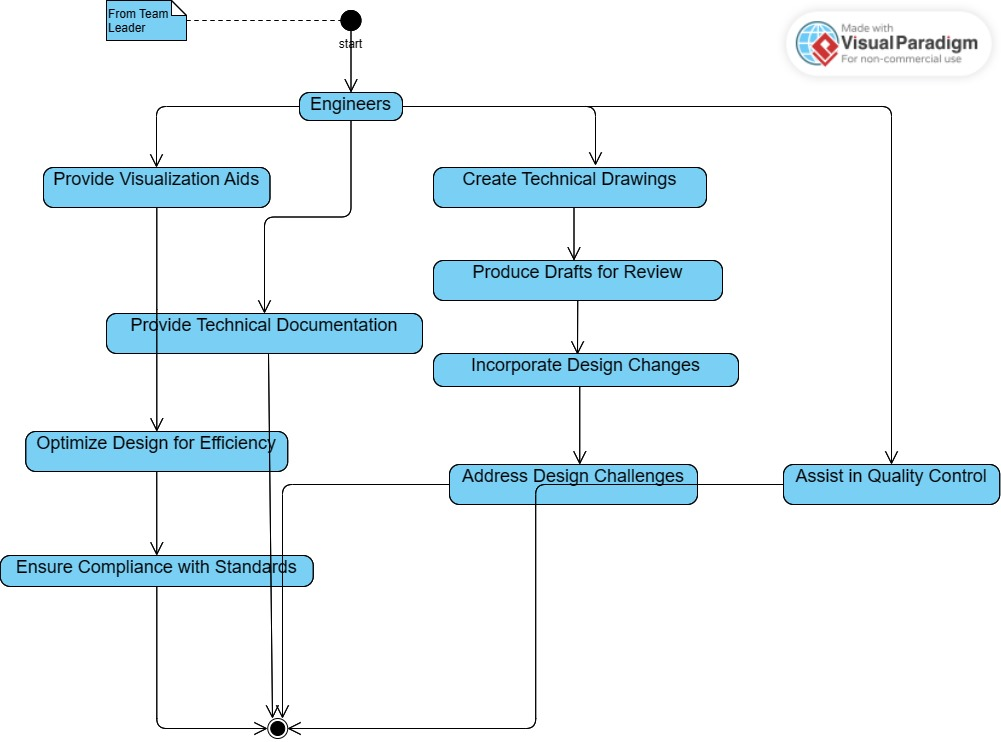 From Team
Leader
start
Made with
Visual Paradigm
For non-commercial use
Engineers
Provide Visualization Aids
Create Technical Drawings
Produce Drafts for Review
Provide Technical Documentation
Incorporate Design Changes
Optimize Design for Efficiency
Address Design Challenges
Assist in Quality Control
Ensure Compliance with Standards